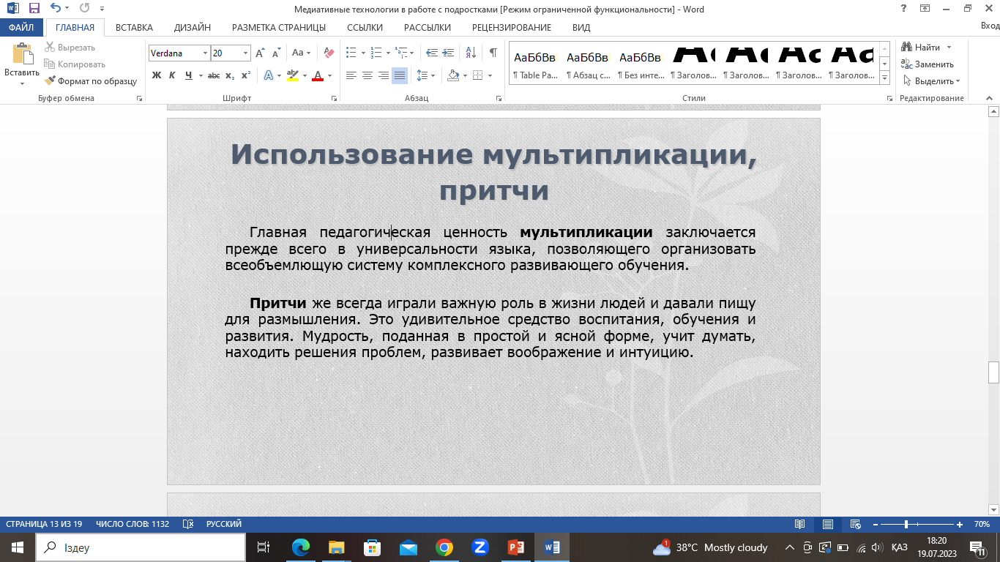 Медиативные технологии в работе с подростками [Режим ограниченной функциональности] - Word
Вход
ФАЙЛ ГЛАВНАЯ ВСТАВКА ДИЗАЙН РАЗМЕТКА СТРАНИЦЫ ССЫЛКИ РАССЫЛКИ РЕЦЕНЗИРОВАНИЕ ВИД
Вставить
Вырезать
Копировать
Формат по образцу
Буфер обмена
Verdana 20
Ж К Ч abc x₂ x²
Шрифт
Абзац
АаБбВв АаБбВв АаБбВв
¶ Table Pa... ¶ Абзац с... ¶ Без инте... ¶ Заголов... ¶ Заголов... ¶ Заголов... ¶ Заголов...
Стили
Найти
Заменить
Выделить
Редактирование
Использование мультипликации,
притчи
Главная педагогическая ценность мультипликации заключается
прежде всего в универсальности языка, позволяющего организовать
всеобъемлющую систему комплексного развивающего обучения.
Притчи же всегда играли важную роль в жизни людей и давали пищу
для размышления. Это удивительное средство воспитания, обучения и
развития. Мудрость, поданная в простой и ясной форме, учит думать,
находить решения проблем, развивает воображение и интуицию.
СТРАНИЦА 13 ИЗ 19 ЧИСЛО СЛОВ: 1132 РУССКИЙ 70%
Іздеу
38°C Mostly cloudy
ҚАЗ
18:20
19.07.2023
11